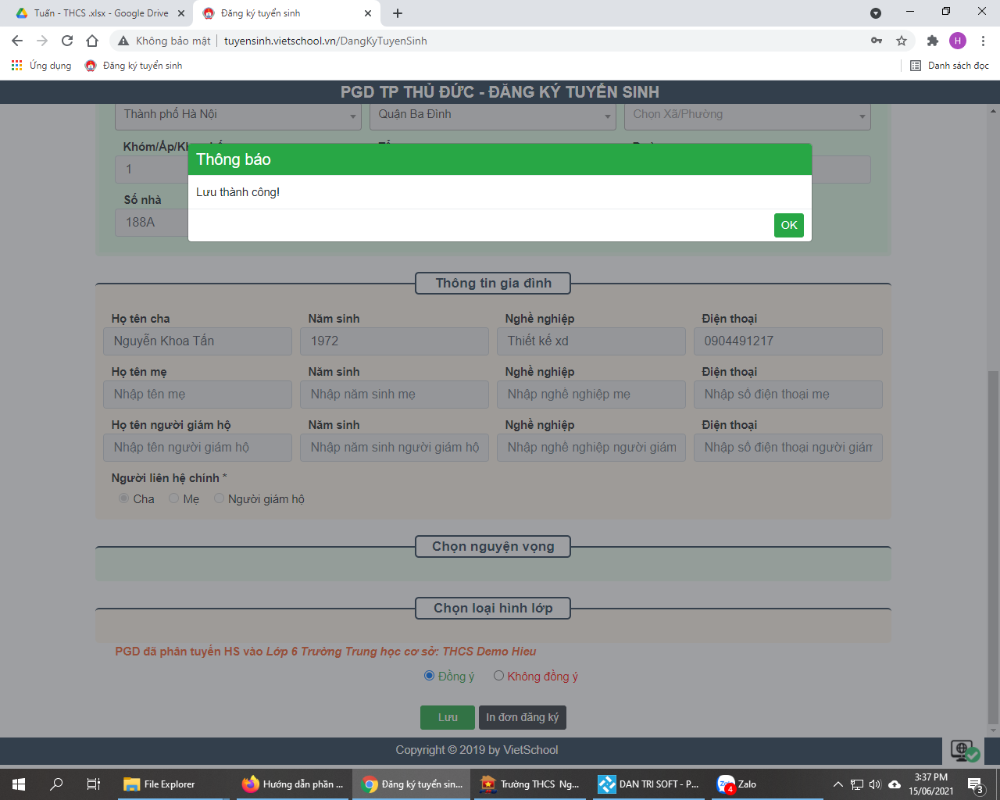 Tuấn - THCS .xlsx - Google Drive
Đăng ký tuyển sinh
Không bảo mật
tuyensinh.vietschool.vn/DangKyTuyenSinh
H
Ứng dụng
Đăng ký tuyển sinh
Danh sách đọc
PGD TP THỦ ĐỨC - ĐĂNG KÝ TUYỂN SINH
Thành phố Hà Nội
Quận Ba Đình
Chọn Xã/Phường
Khóm/Ấp/Kh
1
Số nhà
188A
Thông báo
Lưu thành công!
OK
Thông tin gia đình
Họ tên cha
Năm sinh
Nghề nghiệp
Điện thoại
Nguyễn Khoa Tấn
1972
Thiết kế xd
0904491217
Họ tên mẹ
Năm sinh
Nghề nghiệp
Điện thoại
Nhập tên mẹ
Nhập năm sinh mẹ
Nhập nghề nghiệp mẹ
Nhập số điện thoại mẹ
Họ tên người giám hộ
Năm sinh
Nghề nghiệp
Điện thoại
Nhập tên người giám hộ
Nhập năm sinh người giám hộ
Nhập nghề nghiệp người giám
Nhập số điện thoại người giám
Người liên hệ chính *
Cha
Mẹ
Người giám hộ
Chọn nguyện vọng
Chọn loại hình lớp
PGD đã phân tuyến HS vào Lớp 6 Trường Trung học cơ sở: THCS Demo Hieu
Đồng ý
Không đồng ý
Lưu
In đơn đăng ký
Copyright © 2019 by VietSchool
File Explorer
Hướng dẫn phần ...
Đăng ký tuyển sin...
Trường THCS Ng...
DAN TRI SOFT - P...
4
Zalo
3:37 PM
15/06/2021
3